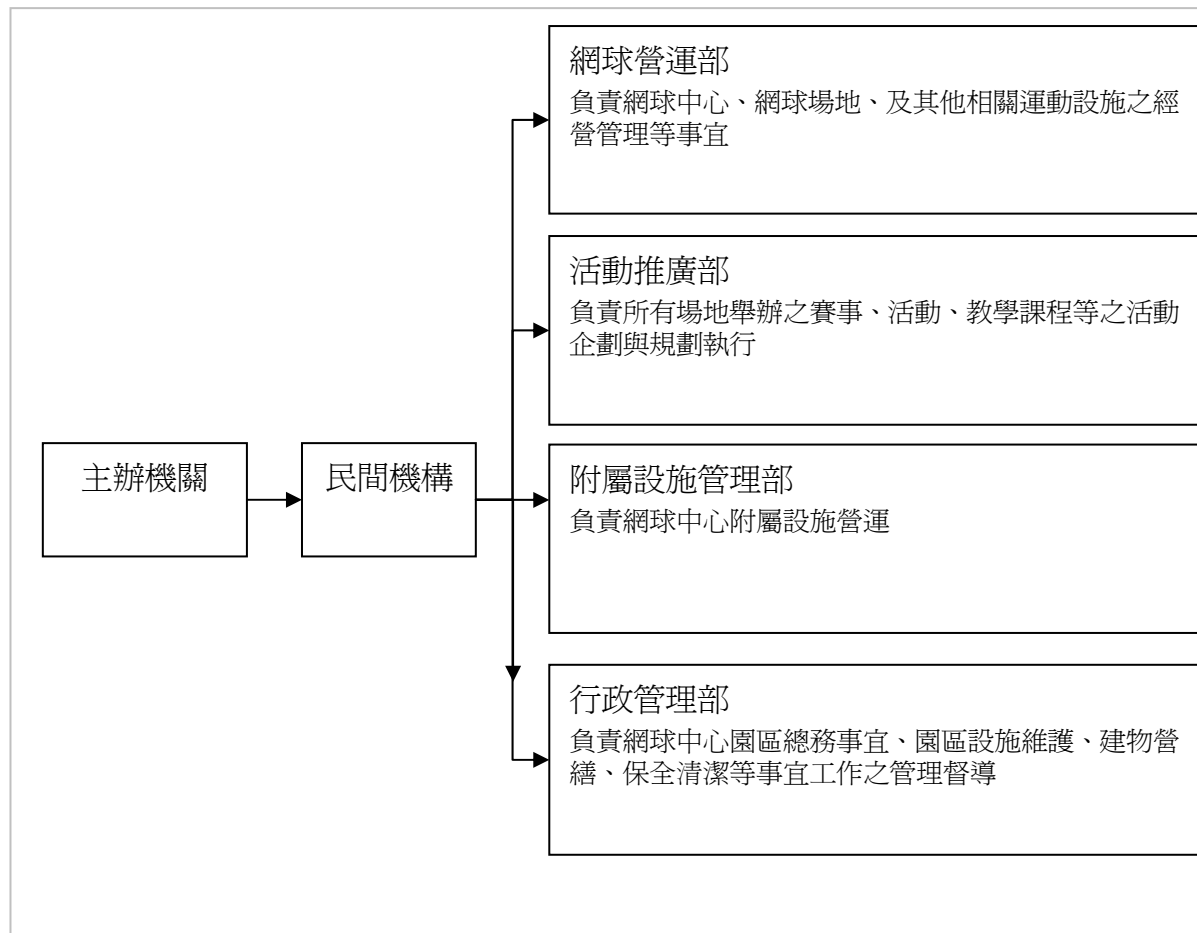 網球營運部
負責網球中心、網球場地、及其他相關運動設施之經
營管理等事宜
活動推廣部
負責所有場地舉辦之賽事、活動、教學課程等之活動
企劃與規劃執行
主辦機關
民間機構
附屬設施管理部
負責網球中心附屬設施營運
行政管理部
負責網球中心園區總務事宜、園區設施維護、建物營
繕、保全清潔等事宜工作之管理督導